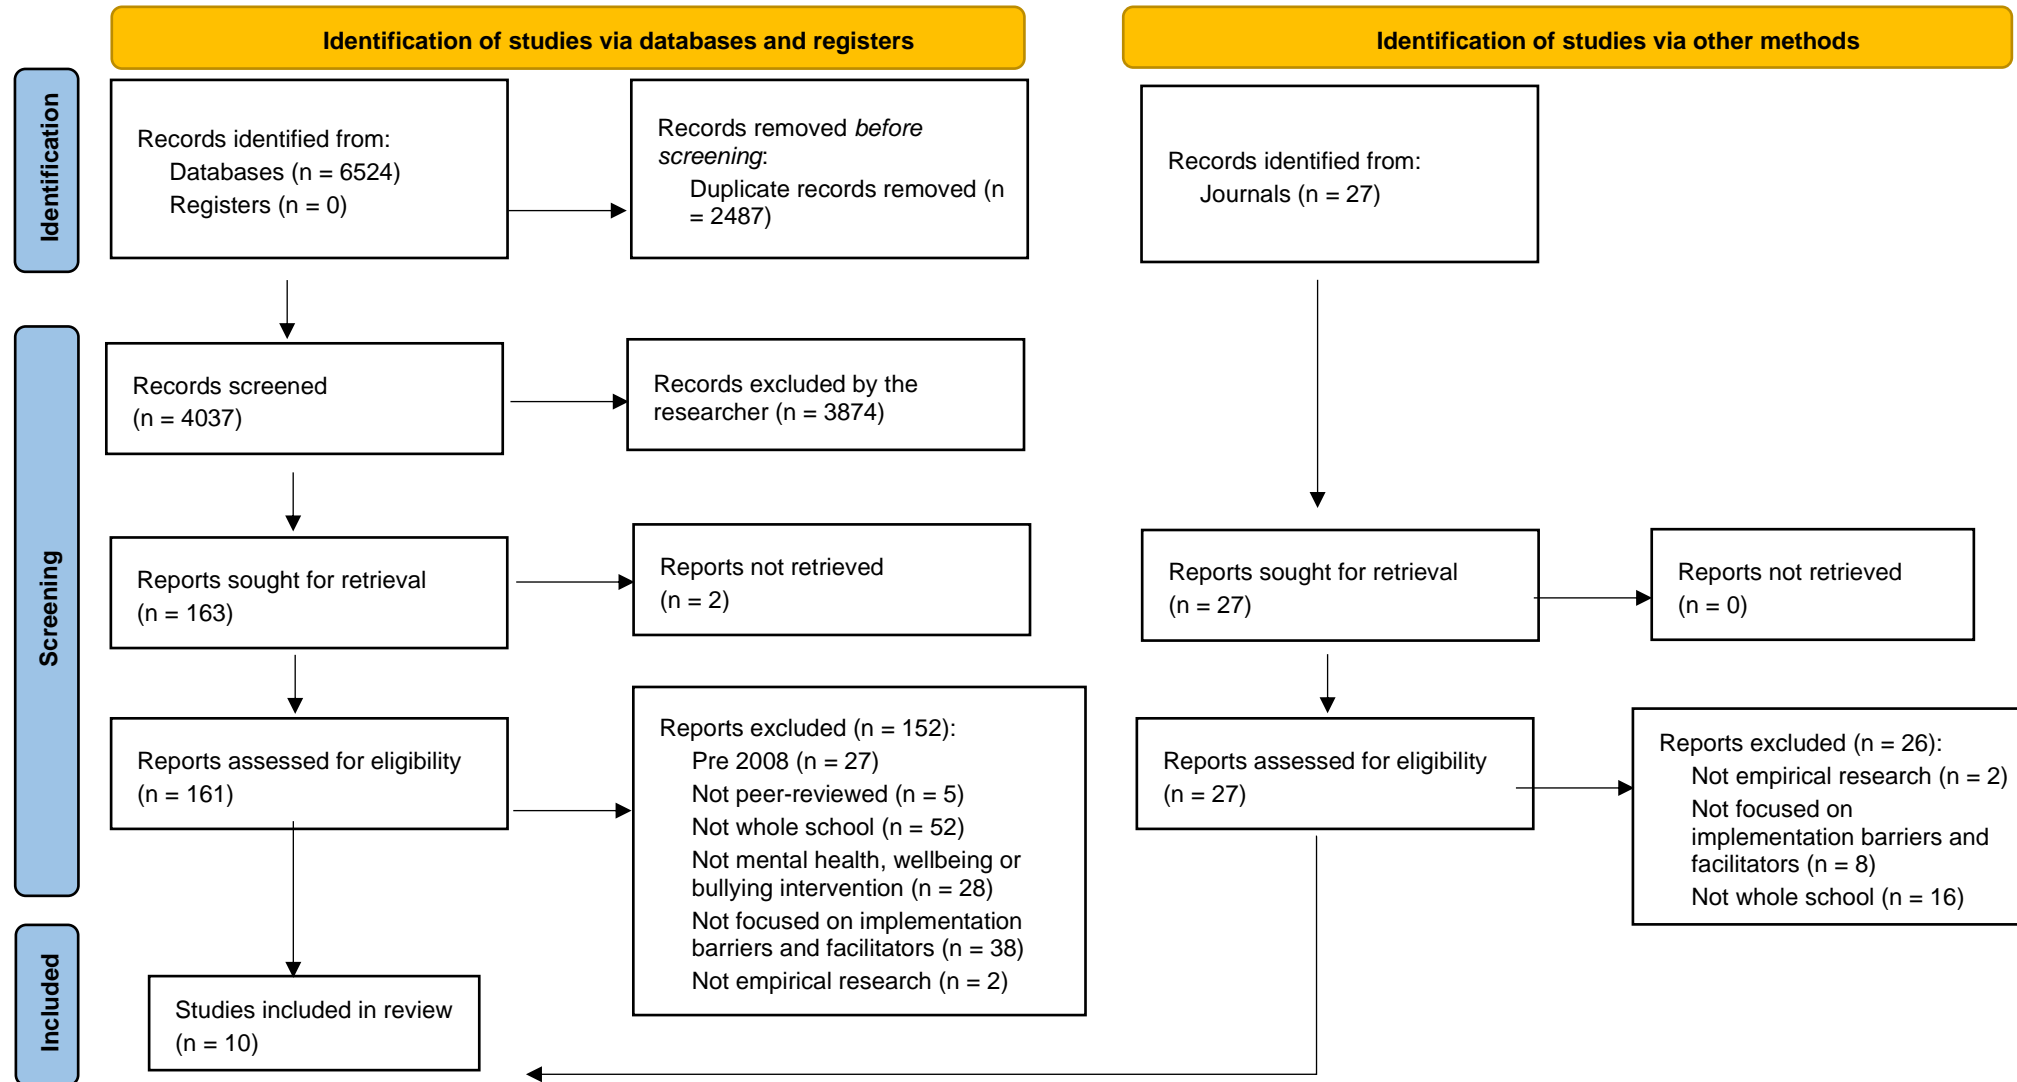 Identification of studies via databases and registers
Identification of studies via other methods
Identification
Records identified from:
Databases (n = 6524)
Registers (n = 0)
Records removed before
screening:
Duplicate records removed (n
= 2487)
Records identified from:
Journals (n = 27)
Screening
Records screened
(n = 4037)
Records excluded by the
researcher (n = 3874)
Reports sought for retrieval
(n = 163)
Reports not retrieved
(n = 2)
Reports sought for retrieval
(n = 27)
Reports not retrieved
(n = 0)
Reports assessed for eligibility
(n = 161)
Reports excluded (n = 152):
Pre 2008 (n = 27)
Not peer-reviewed (n = 5)
Not whole school (n = 52)
Not mental health, wellbeing or
bullying intervention (n = 28)
Not focused on implementation
barriers and facilitators (n = 38)
Not empirical research (n = 2)
Reports assessed for eligibility
(n = 27)
Reports excluded (n = 26):
Not empirical research (n = 2)
Not focused on
implementation barriers and
facilitators (n = 8)
Not whole school (n = 16)
Included
Studies included in review
(n = 10)